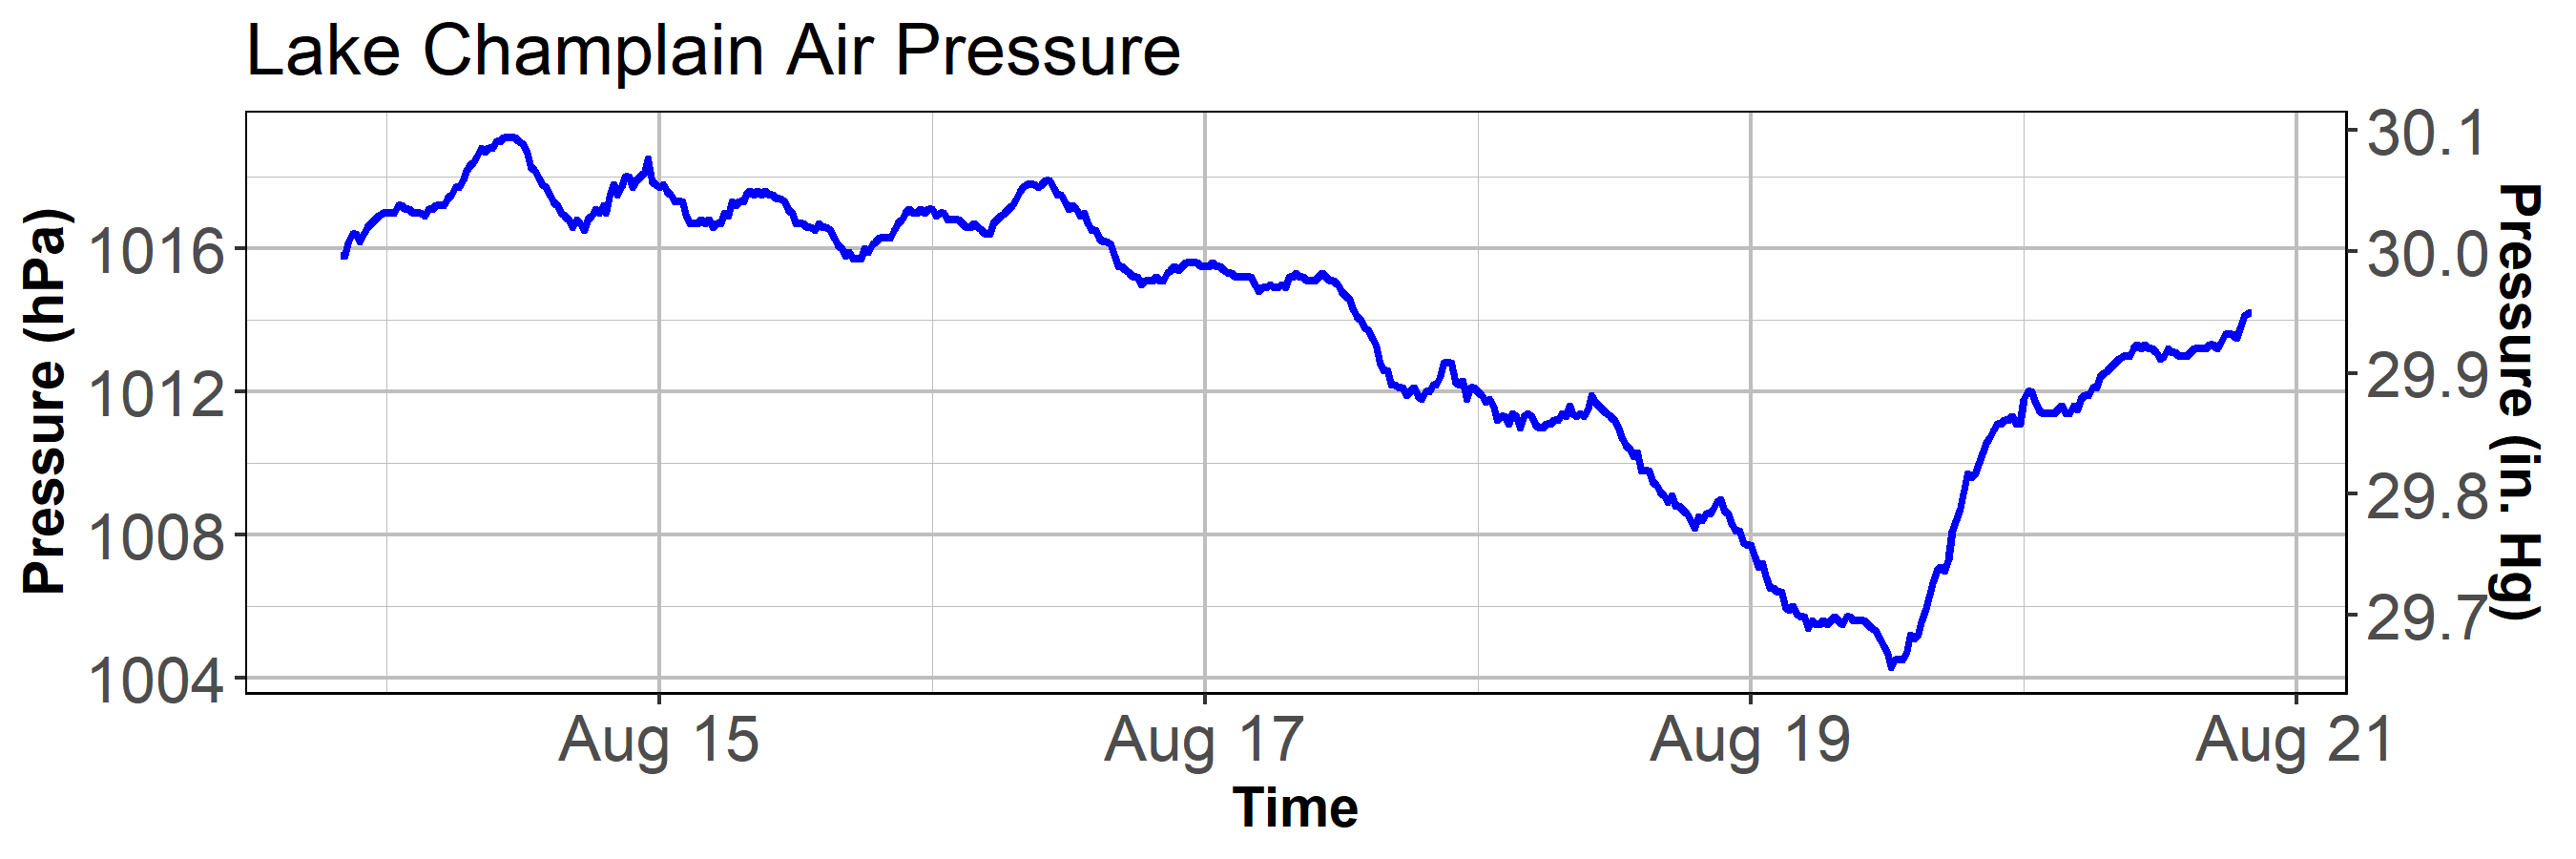 Lake Champlain Air Pressure
Pressure (hPa)
1016
1012
1008
1004
30.1
30.0
29.9
29.8
29.7
Pressure (in. Hg)
Aug 15 Aug 17 Aug 19 Aug 21
Time